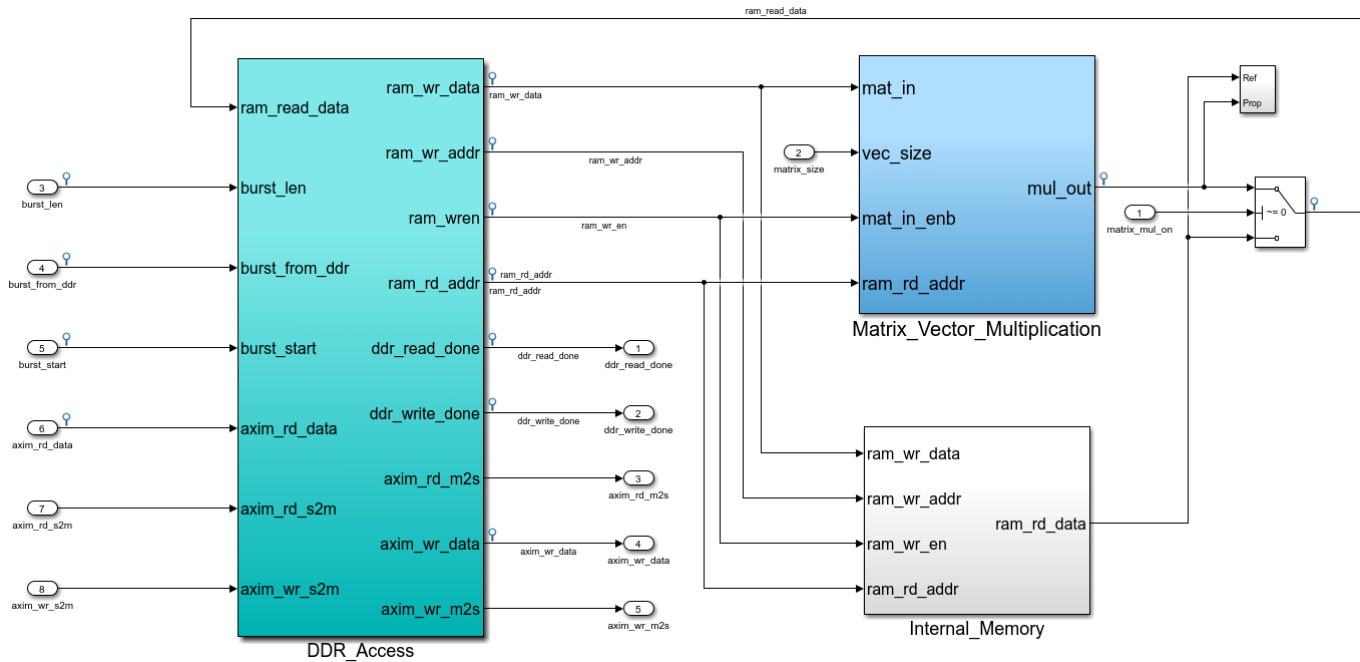 ram_read_data
ram_read_data
burst_len
burst_from_ddr
burst_start
axim_rd_data
axim_rd_s2m
axim_wr_s2m
ram_wr_data
ram_wr_addr
ram_wren
ram_rd_addr
ddr_read_done
ddr_write_done
axim_rd_m2s
axim_wr_data
axim_wr_m2s
DDR_Access
3
burst_len
4
burst_from_ddr
5
burst_start
6
axim_rd_data
7
axim_rd_s2m
8
axim_wr_s2m
ram_wr_data
ram_wr_addr
ram_wr_en
ram_rd_addr
ram_rd_addr
ddr_read_done
1
ddr_read_done
ddr_write_done
2
ddr_write_done
3
axim_rd_m2s
axim_wr_data
4
axim_wr_data
5
axim_wr_m2s
2
matrix_size
mat_in
vec_size
mat_in_enb
ram_rd_addr
mul_out
Matrix_Vector_Multiplication
ram_wr_data
ram_wr_addr
ram_wr_en
ram_rd_addr
ram_rd_data
Internal_Memory
1
matrix_mul_on
Ref
Prop
~= 0